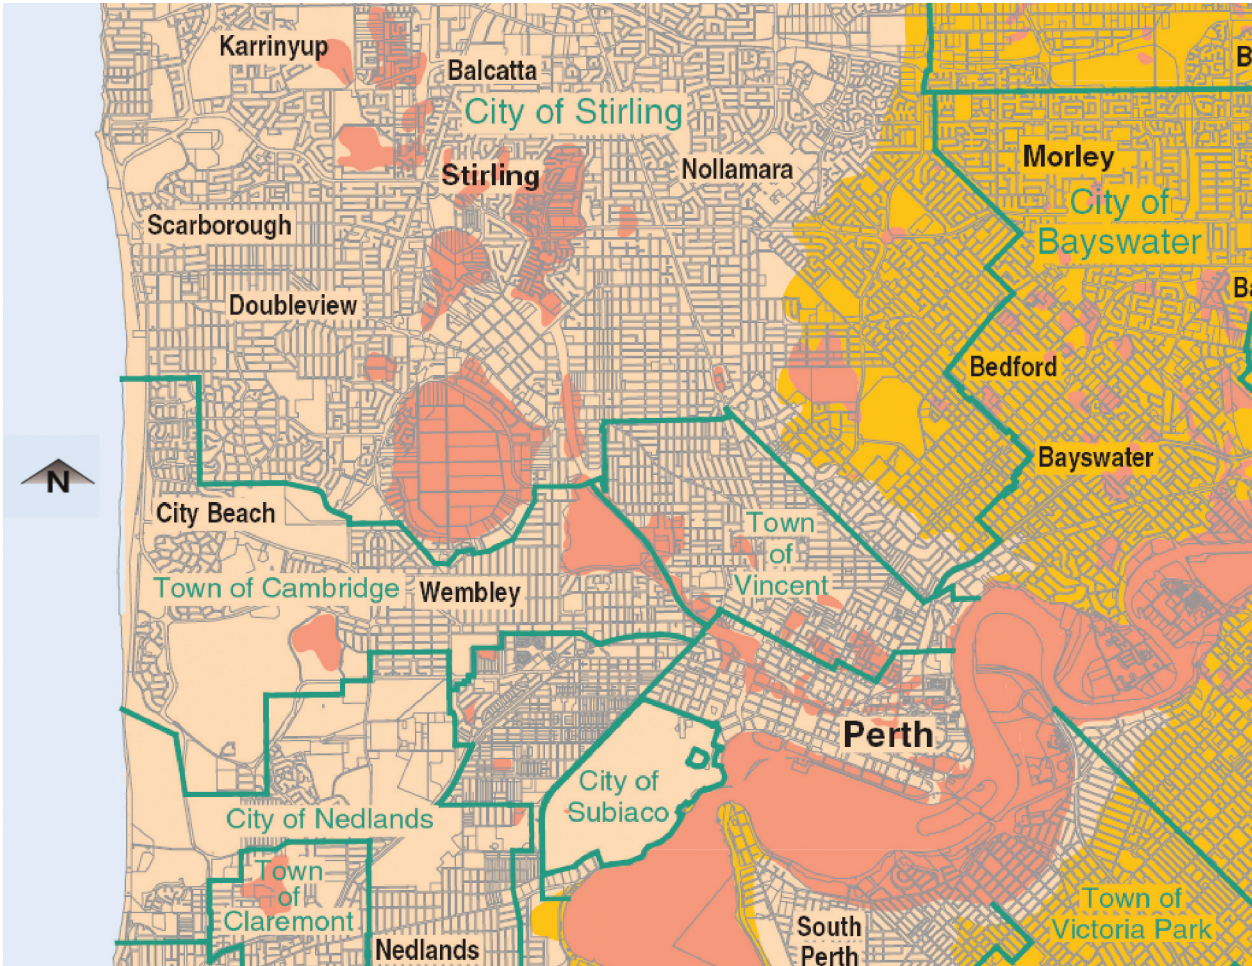 Karrinyup
Balcatta
B
City of Stirling
Morley
Nollamara
Stirling
City of
Bayswater
Scarborough
Ba
Doubleview
Bedford
Bayswater
N
City Beach
Town
of
Vincent
Town of Cambridge
Wembley
Perth
City of
Subiaco
City of Nedlands
Town
of
Claremont
Town of
Victoria Park
South
Perth
Nedlands